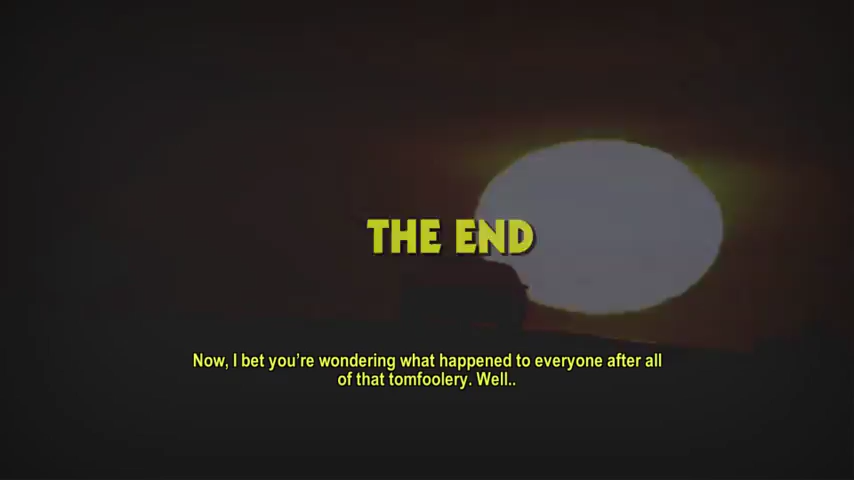 THE END
Now, I bet you're wondering what happened to everyone after all
of that tomfoolery. Well..